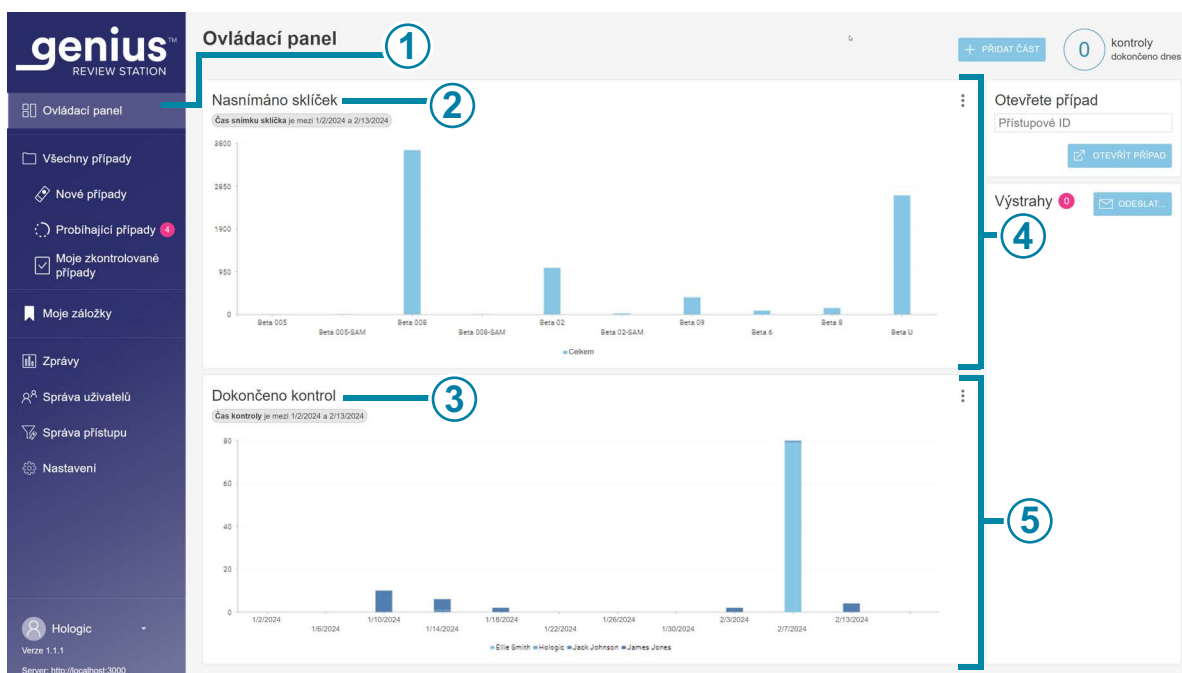 genius™
REVIEW STATION
Ovládací panel
Všechny případy
Nové případy
Probíhající případy 4
Moje zkontrolované
případy
Moje záložky
Zprávy
Správa uživatelů
Správa přístupu
Nastavení
Hologic
Verze 1.1.1
Server: http://localhost:3000
Ovládací panel
1
+ PŘIDAT ČÁST
0
kontroly
dokončeno dnes
Nasnímáno sklíček
2
Čas snímku sklíčka je mezi 1/2/2024 a 2/13/2024
3800
2850
1900
950
0
Beta 005
Beta 005-SAM
Beta 008
Beta 008-SAM
Beta 02
Beta 02-SAM
Beta 09
Beta 6
Beta 9
Beta U
Celkem
4
Dokončeno kontrol
3
Čas kontroly je mezi 1/2/2024 a 2/13/2024
80
60
40
20
0
1/2/2024
1/6/2024
1/10/2024
1/14/2024
1/18/2024
1/22/2024
1/26/2024
1/30/2024
2/3/2024
2/7/2024
2/13/2024
Ellie Smith Hologic Jack Johnson James Jones
5
Otevřete případ
Přístupové ID
OTEVŘÍT PŘÍPAD
Výstrahy 0
ODESLAT...